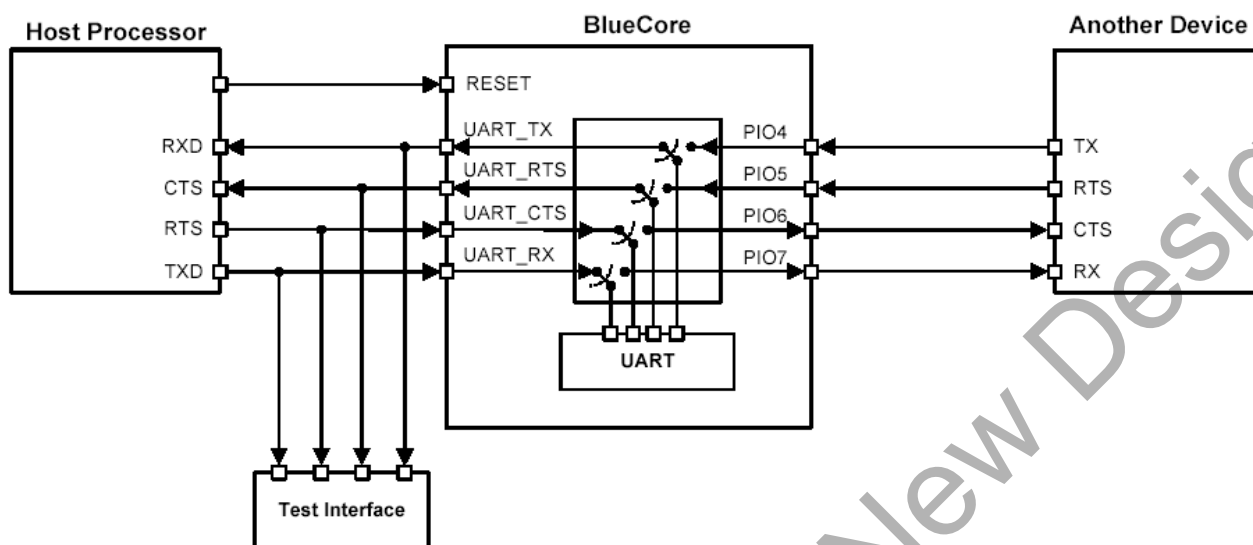 Host Processor
BlueCore
Another Device
RESET
RXD
UART_TX
PIO4
TX
CTS
UART_RTS
PIO5
RTS
RTS
UART_CTS
PIO6
CTS
TXD
UART_RX
PIO7
RX
UART
Test Interface
New Desig